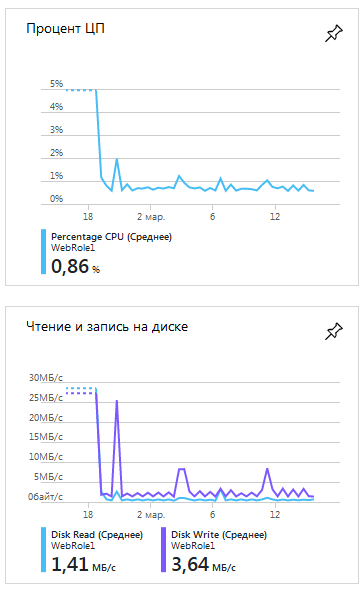 Процент ЦП
5%
4%
3%
2%
1%
0%
18 2 мар. 6 12
Percentage CPU (Среднее)
WebRole1
0,86 %
Чтение и запись на диске
30МБ/с
25МБ/с
20МБ/с
15МБ/с
10МБ/с
5МБ/с
0байт/с
18 2 мар. 6 12
Disk Read (Среднее) Disk Write (Среднее)
WebRole1 WebRole1
1,41 МБ/с 3,64 МБ/с